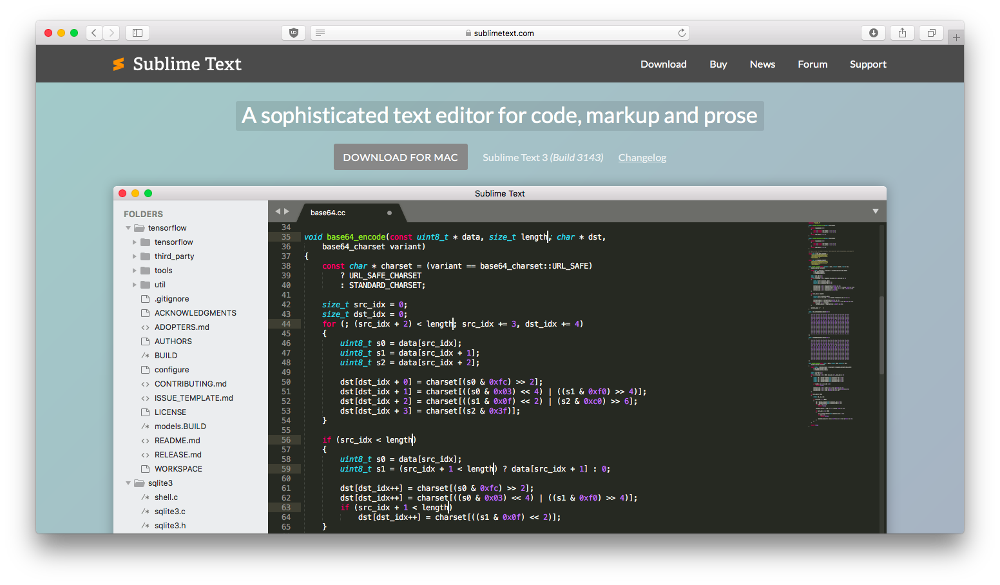 sublimetext.com
Sublime Text
Download Buy News Forum Support
A sophisticated text editor for code, markup and prose
DOWNLOAD FOR MAC Sublime Text 3 (Build 3143) Changelog
Sublime Text
FOLDERS
tensorflow
tensorflow
third_party
tools
util
.gitignore
ACKNOWLEDGMENTS
<> ADOPTERS.md
AUTHORS
/* BUILD
configure
<> CONTRIBUTING.md
<> ISSUE_TEMPLATE.md
LICENSE
/* models.BUILD
<> README.md
<> RELEASE.md
WORKSPACE
sqlite3
/* shell.c
/* sqlite3.c
/* sqlite3.h
base64.cc
34
35 void base64_encode(const uint8_t * data, size_t length, char * dst,
36 base64_charset variant)
37 {
38 const char * charset = (variant == base64_charset::URL_SAFE)
39 ? URL_SAFE_CHARSET
40 : STANDARD_CHARSET;
41
42 size_t src_idx = 0;
43 size_t dst_idx = 0;
44 for (; (src_idx + 2) < length; src_idx += 3, dst_idx += 4)
45 {
46 uint8_t s0 = data[src_idx];
47 uint8_t s1 = data[src_idx + 1];
48 uint8_t s2 = data[src_idx + 2];
49
50 dst[dst_idx + 0] = charset[(s0 & 0xfc) >> 2];
51 dst[dst_idx + 1] = charset[((s0 & 0x03) << 4) | ((s1 & 0xf0) >> 4)];
52 dst[dst_idx + 2] = charset[((s1 & 0x0f) << 2) | (s2 & 0xc0) >> 6];
53 dst[dst_idx + 3] = charset[(s2 & 0x3f)];
54 }
55
56 if (src_idx < length)
57 {
58 uint8_t s0 = data[src_idx];
59 uint8_t s1 = (src_idx + 1 < length) ? data[src_idx + 1] : 0;
60
61 dst[dst_idx++] = charset[(s0 & 0xfc) >> 2];
62 dst[dst_idx++] = charset[((s0 & 0x03) << 4) | ((s1 & 0xf0) >> 4)];
63 if (src_idx + 1 < length)
64 dst[dst_idx++] = charset[((s1 & 0x0f) << 2)];
65 }